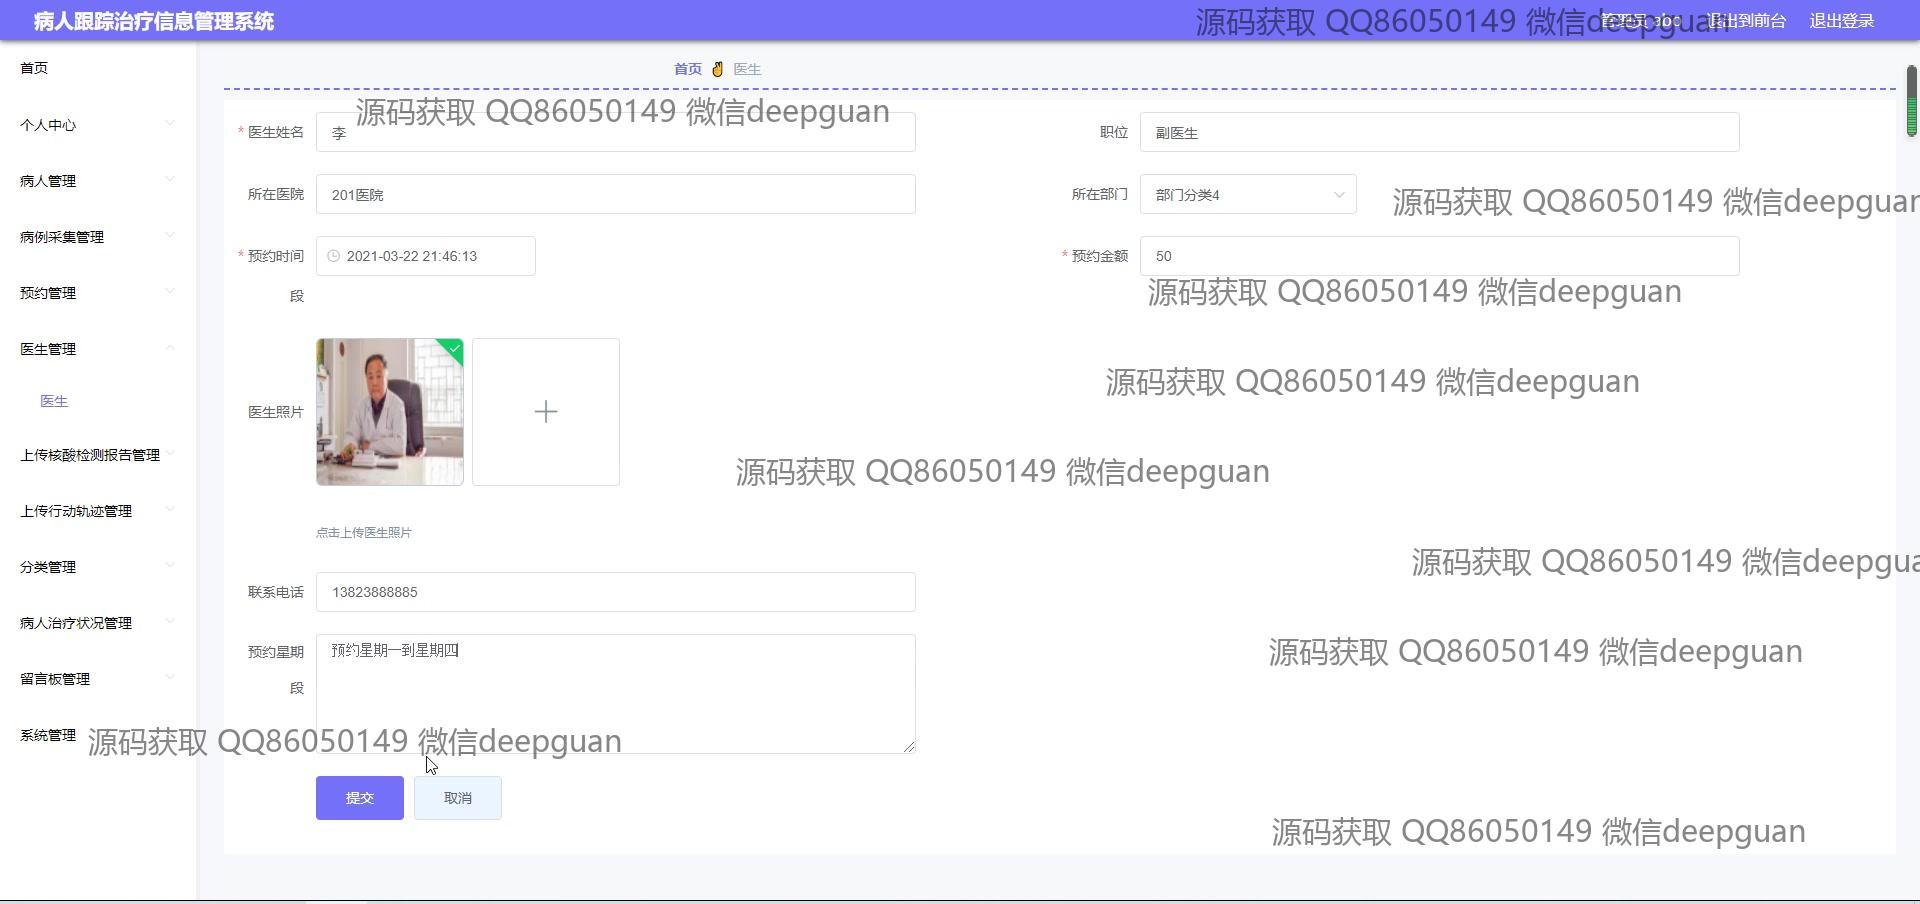 病人跟踪治疗信息管理系统
源码获取 QQ86050149 微信deepguan
管理员 abo 退出到前台 退出登录
首页
个人中心
病人管理
病例采集管理
预约管理
医生管理
医生
上传核酸检测报告管理
上传行动轨迹管理
分类管理
病人治疗状况管理
留言板管理
系统管理
首页 医生
源码获取 QQ86050149 微信deepguan
* 医生姓名 李
职位 副医生
所在医院 201医院
所在部门 部门分类4
源码获取 QQ86050149 微信deepguan
* 预约时间段 2021-03-22 21:46:13
* 预约金额 50
源码获取 QQ86050149 微信deepguan
源码获取 QQ86050149 微信deepguan
医生照片
源码获取 QQ86050149 微信deepguan
点击上传医生照片
源码获取 QQ86050149 微信deepgua
联系电话 13823888885
预约星期段 预约星期一到星期四
源码获取 QQ86050149 微信deepguan
源码获取 QQ86050149 微信deepguan
提交 取消
源码获取 QQ86050149 微信deepguan